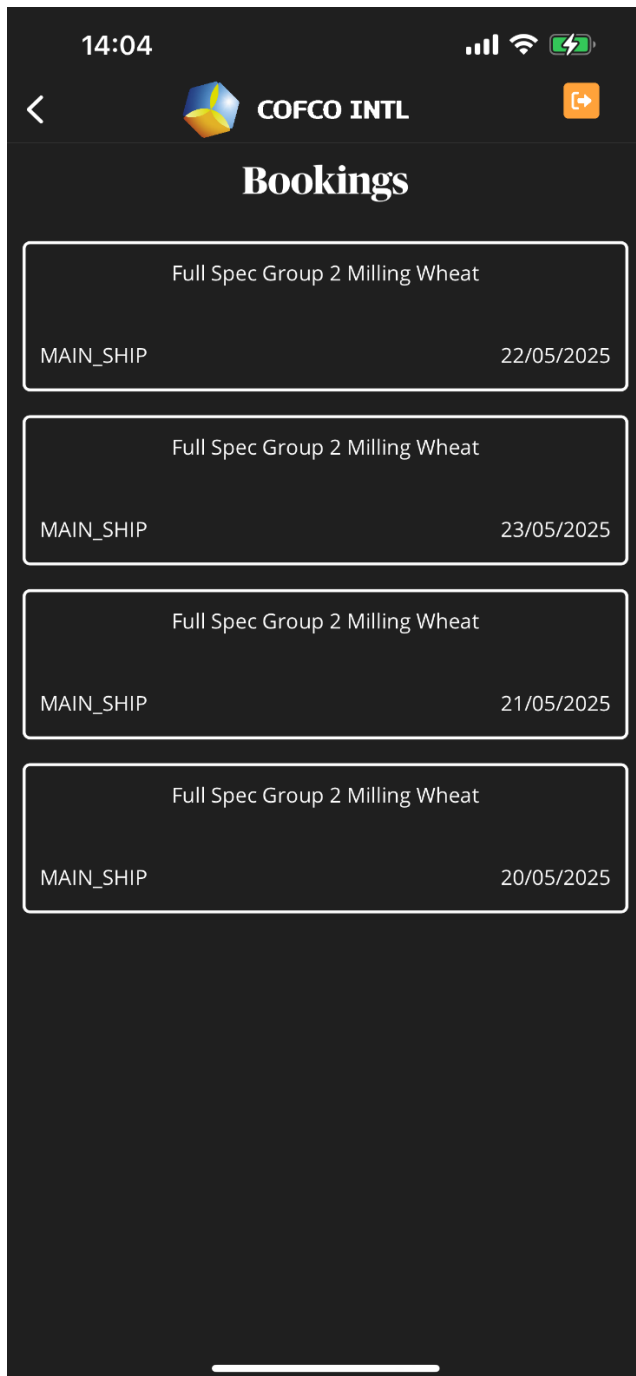 14:04
COFCO INTL
Bookings
Full Spec Group 2 Milling Wheat
MAIN_SHIP 22/05/2025
Full Spec Group 2 Milling Wheat
MAIN_SHIP 23/05/2025
Full Spec Group 2 Milling Wheat
MAIN_SHIP 21/05/2025
Full Spec Group 2 Milling Wheat
MAIN_SHIP 20/05/2025